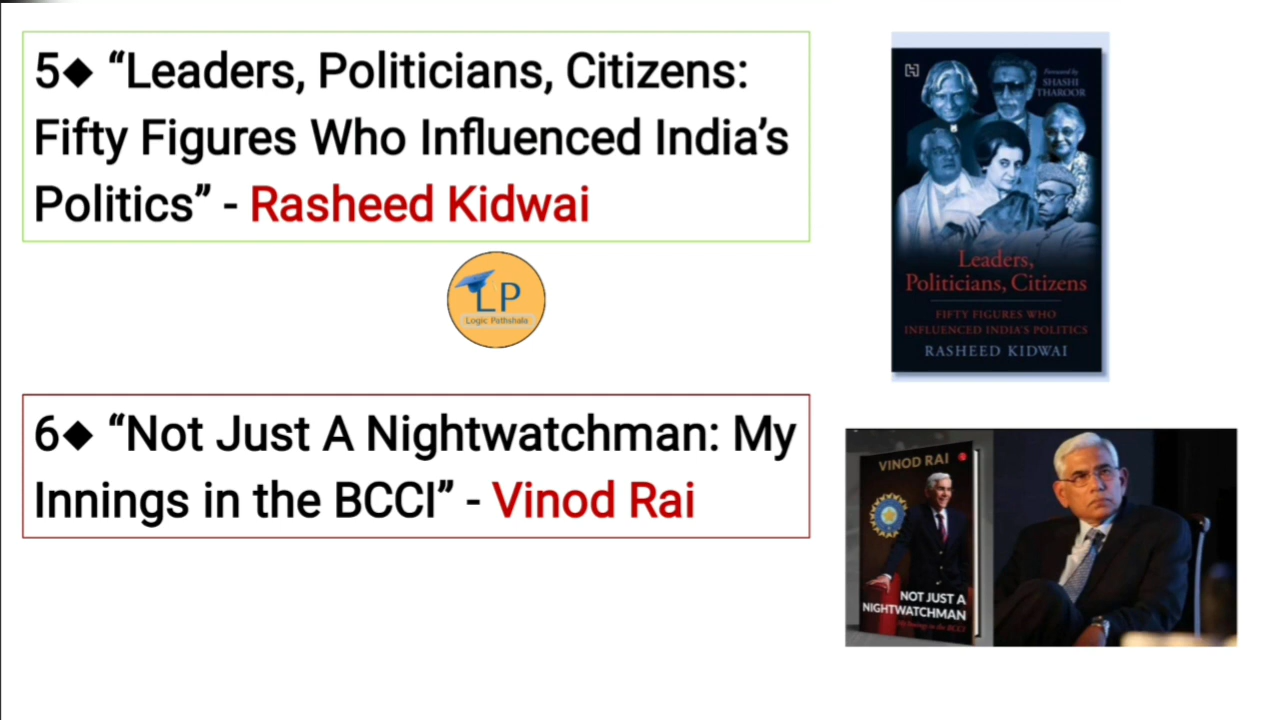 5◆ “Leaders, Politicians, Citizens:
Fifty Figures Who Influenced India’s
Politics” - Rasheed Kidwai
Foreword by
SHASHI
THAROOR
Leaders,
Politicians, Citizens
FIFTY FIGURES WHO
INFLUENCED INDIA'S POLITICS
RASHEED KIDWAI
LP
Logic Pathshala
6◆ “Not Just A Nightwatchman: My
Innings in the BCCI” - Vinod Rai
VINOD RAI
NOT JUST A
NIGHTWATCHMAN
My Innings in the BCCI